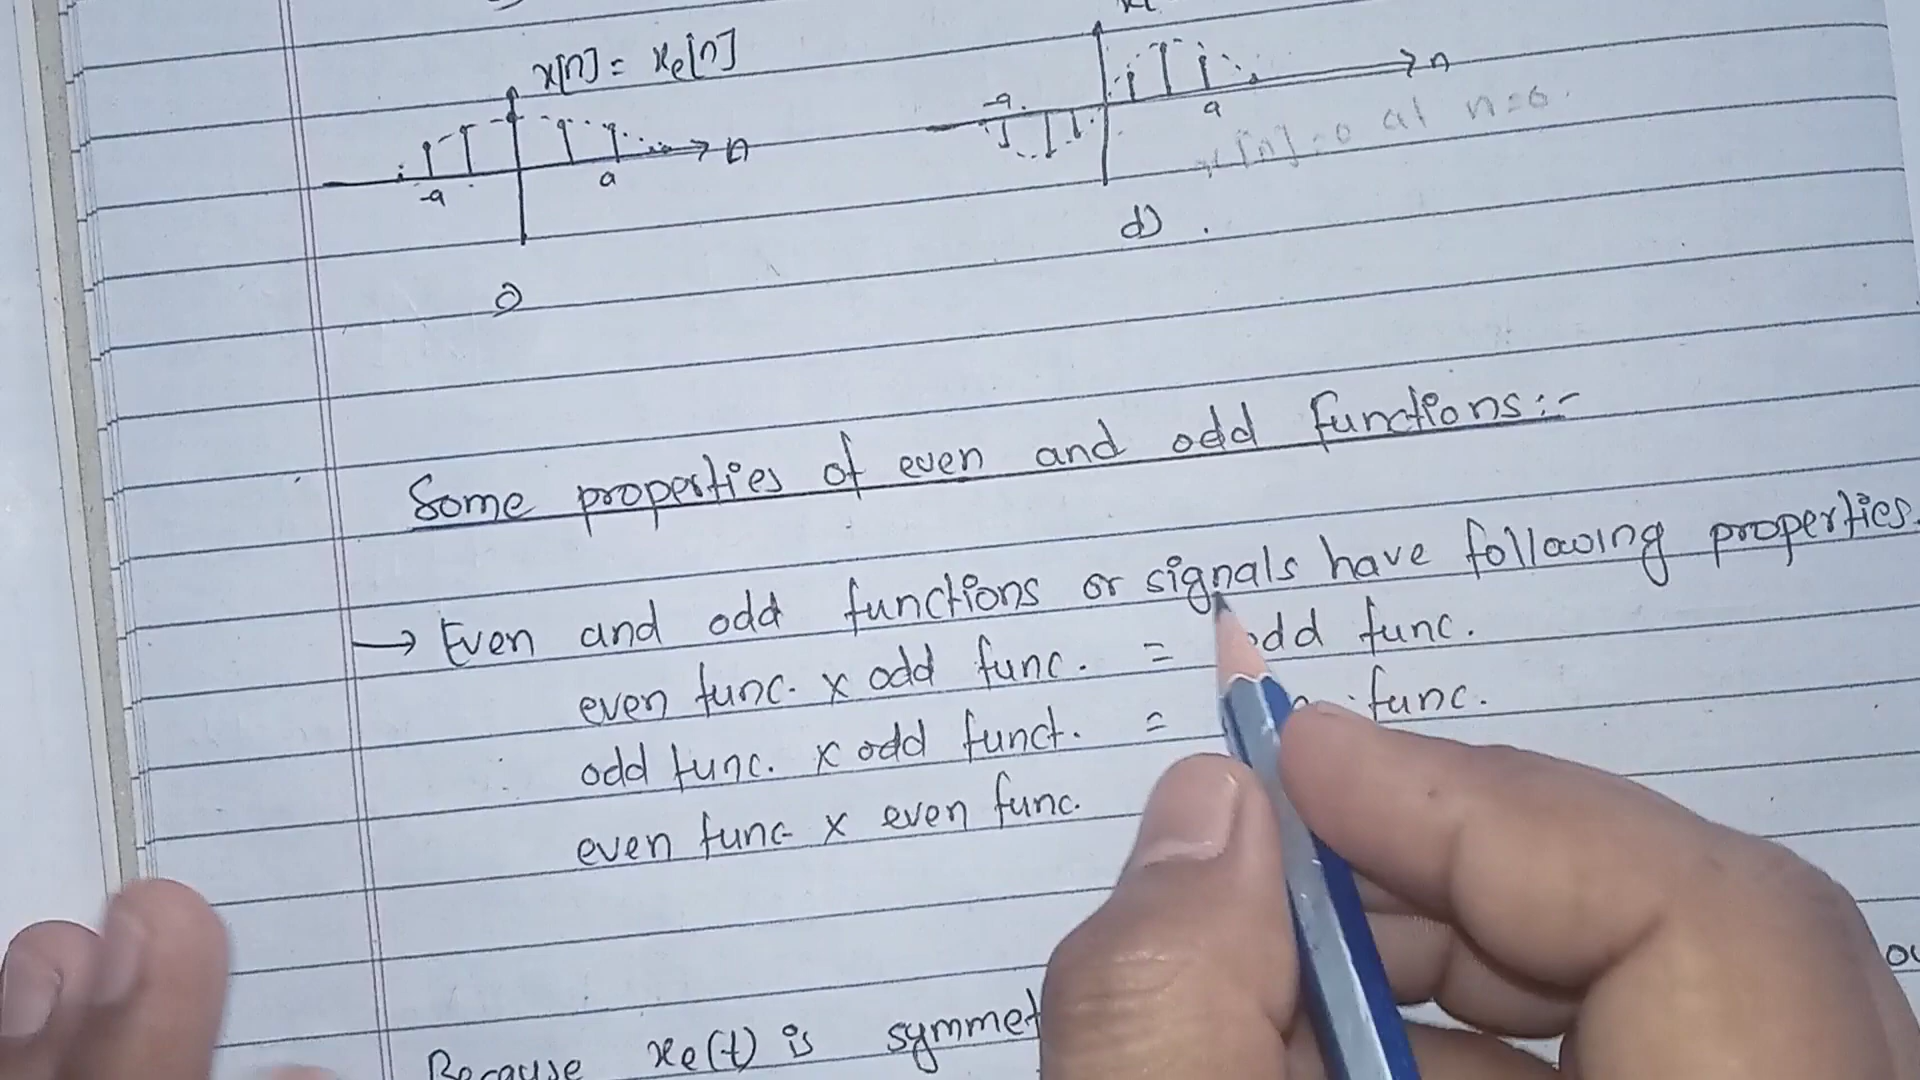 x[n] = xe[n]
n
-a
a
n
-a
a
x[n]=0 at n=0.
d) .
Some properties of even and odd functions:-
→ Even and odd functions or signals have following properties.
even func. x odd func. = odd func.
odd func. x odd funct. = func.
even func x even func.
Because xe(t) is